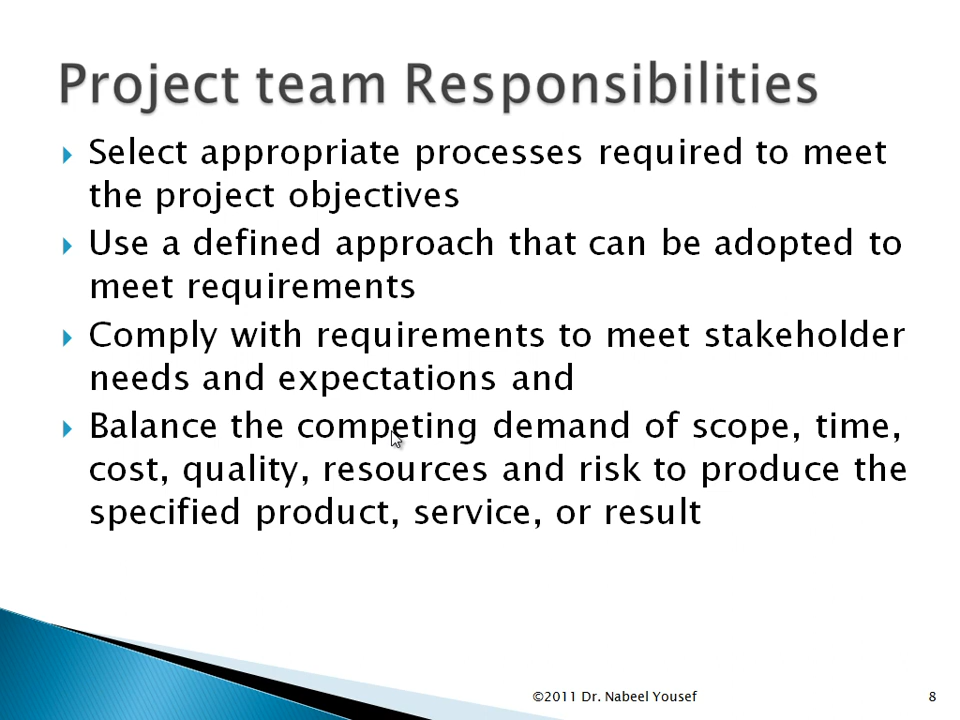 Project team Responsibilities
Select appropriate processes required to meet
the project objectives
Use a defined approach that can be adopted to
meet requirements
Comply with requirements to meet stakeholder
needs and expectations and
Balance the competing demand of scope, time,
cost, quality, resources and risk to produce the
specified product, service, or result
©2011 Dr. Nabeel Yousef
8